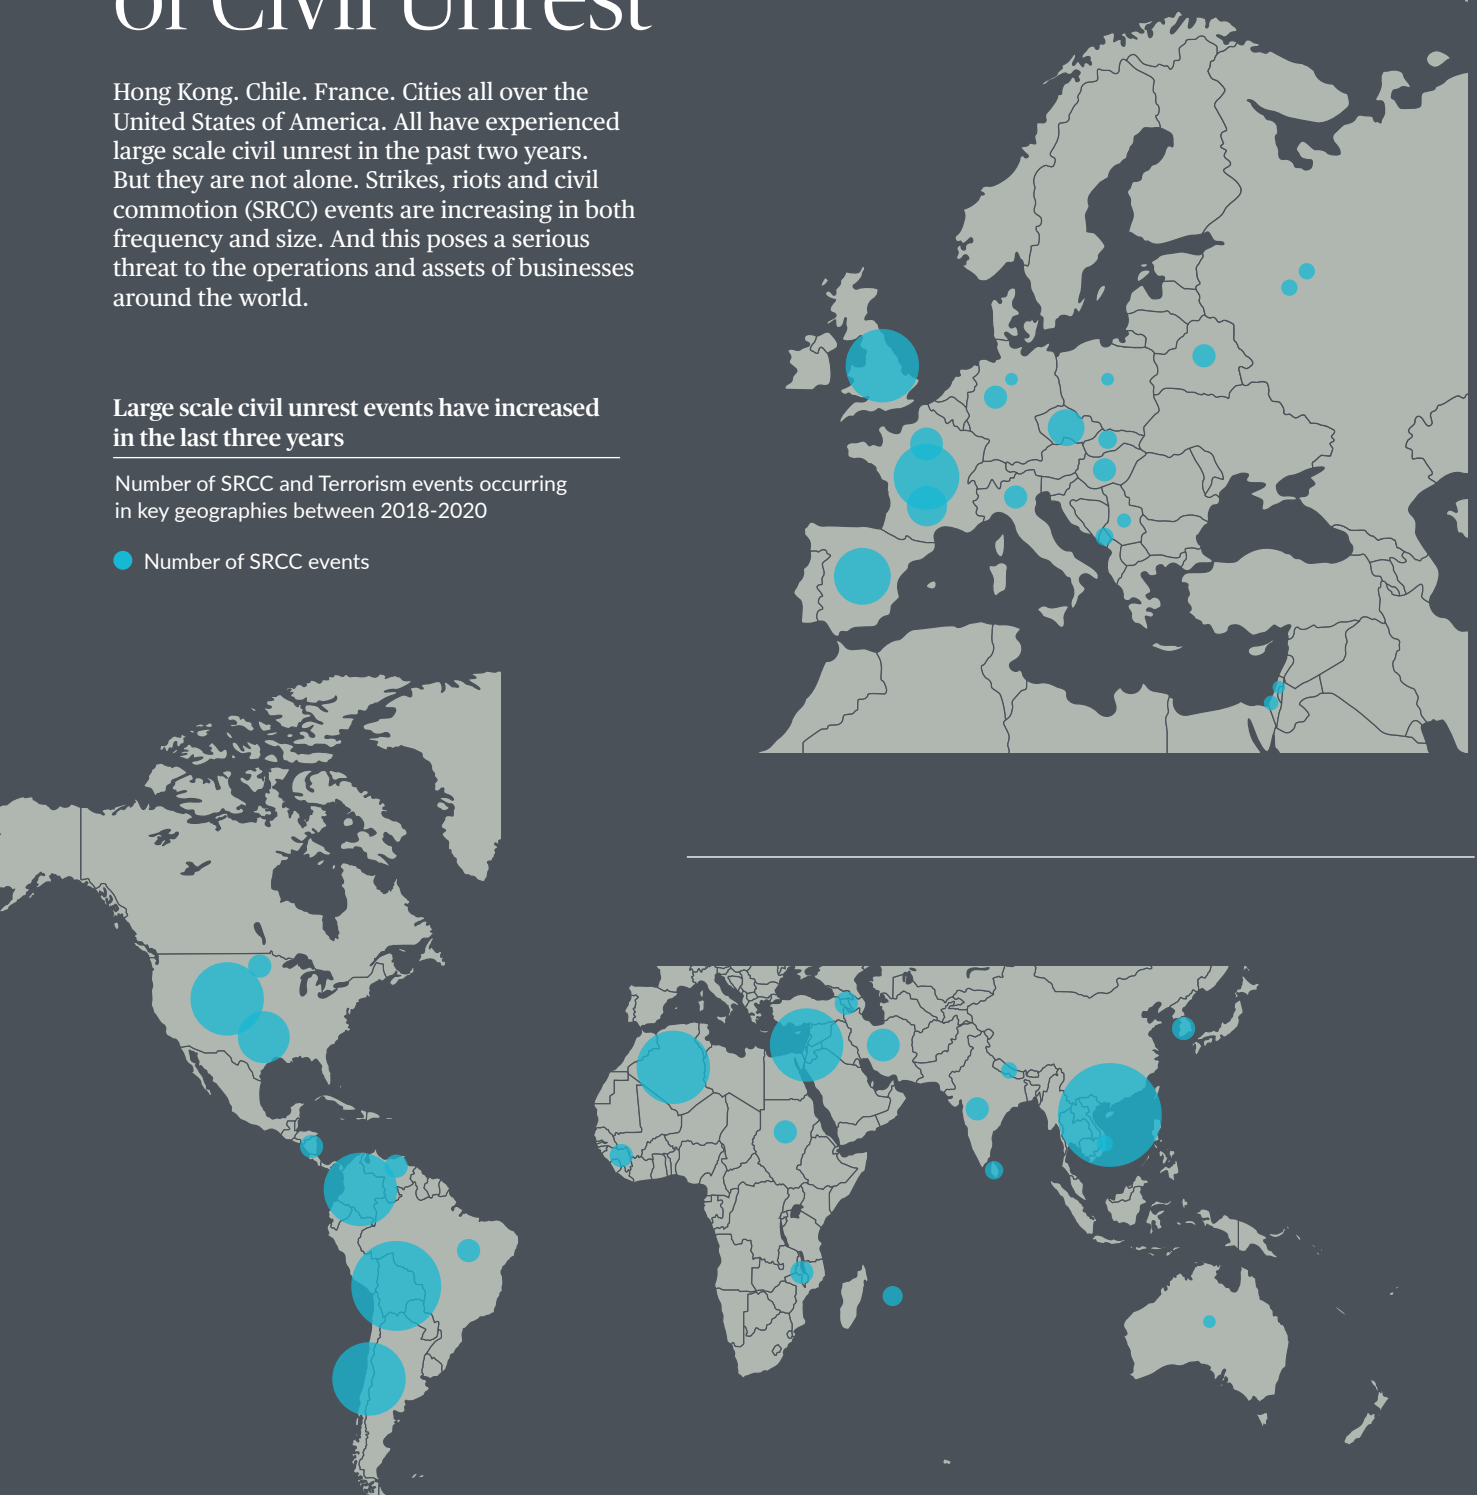 of Civil Unrest
Hong Kong. Chile. France. Cities all over the
United States of America. All have experienced
large scale civil unrest in the past two years.
But they are not alone. Strikes, riots and civil
commotion (SRCC) events are increasing in both
frequency and size. And this poses a serious
threat to the operations and assets of businesses
around the world.
Large scale civil unrest events have increased
in the last three years
Number of SRCC and Terrorism events occurring
in key geographies between 2018-2020
Number of SRCC events